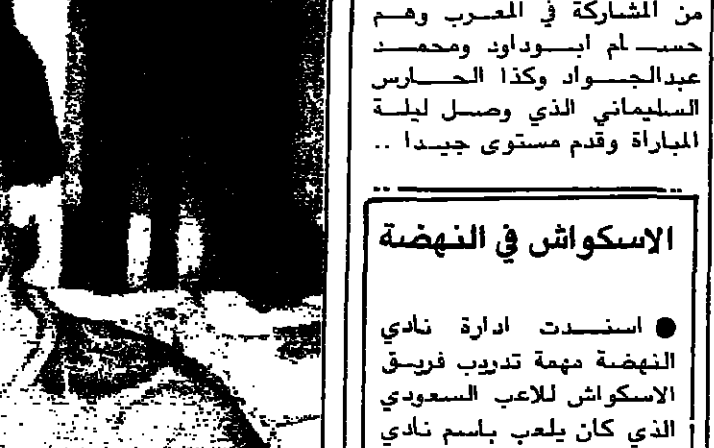 من المشاركة في المغرب وهم
حسام ابوداود ومحمد
عبدالجواد وكذا الحارس
السليماني الذي وصل ليلة
المباراة وقدم مستوى جيدا ..
الاسكواش في النهضة
● اسندت ادارة نادي
النهضة مهمة تدريب فريق
الاسكواش للاعب السعودي
الذي كان يلعب باسم نادي